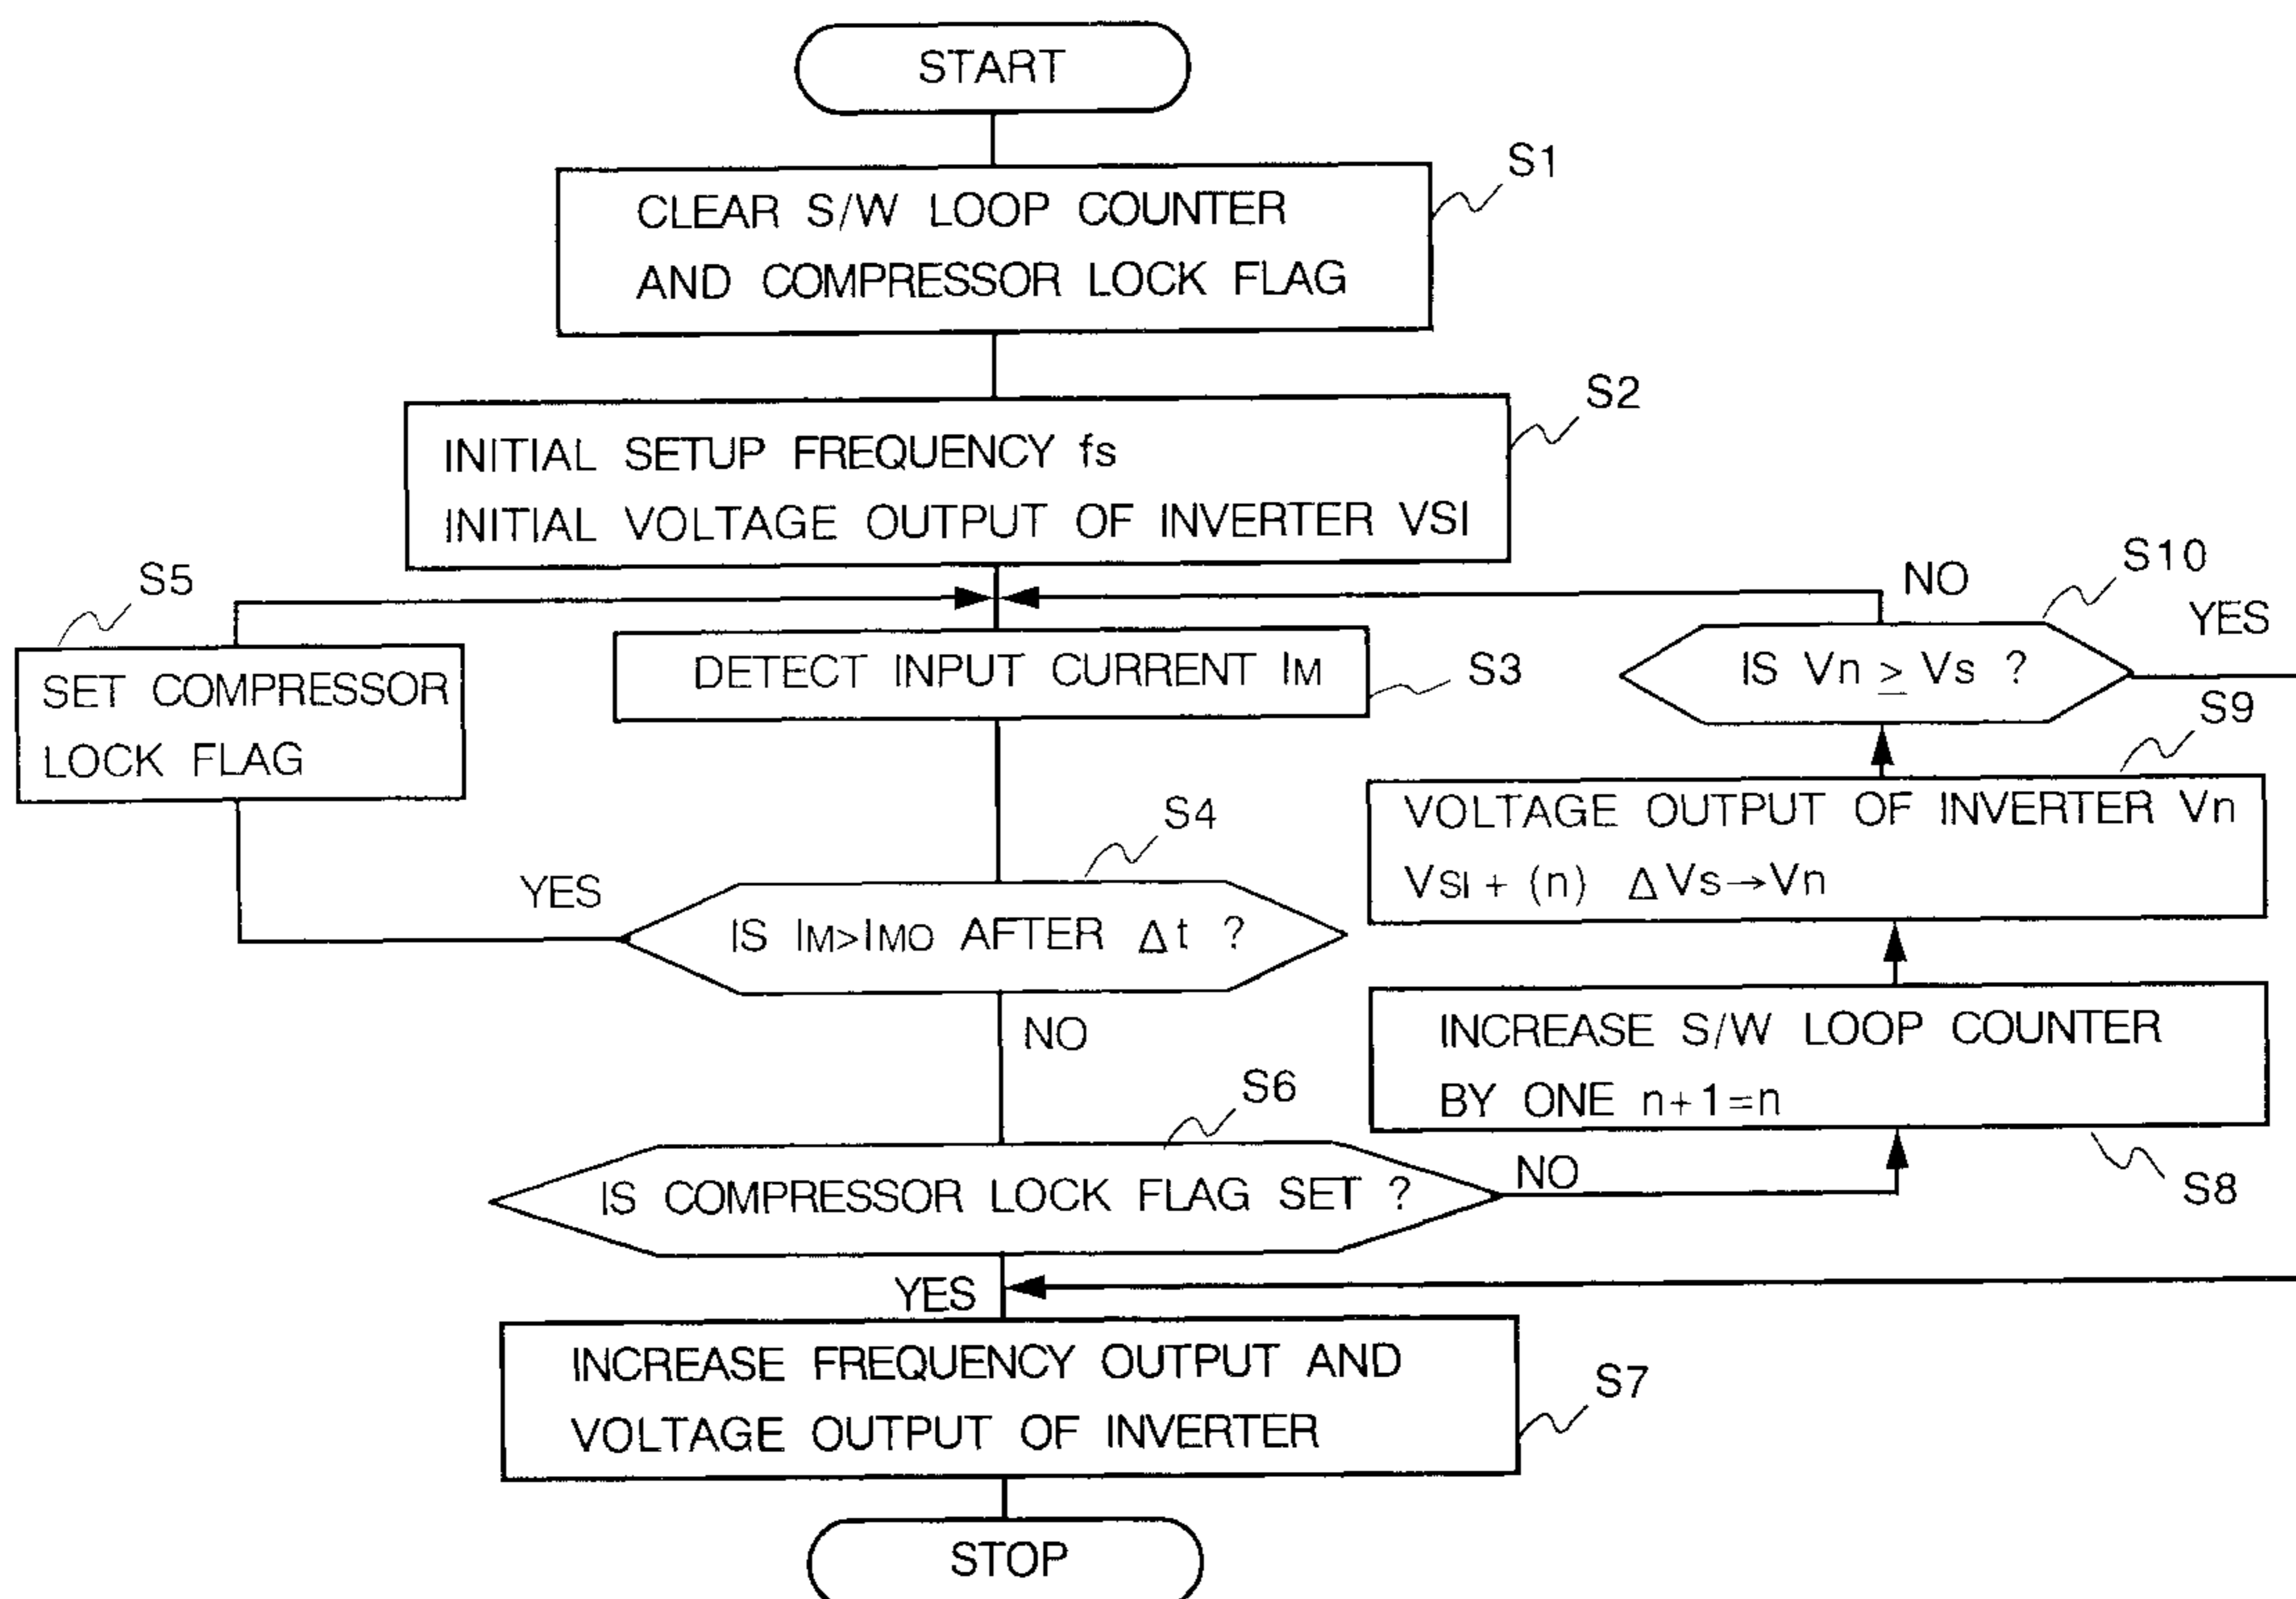 START
S1
CLEAR S/W LOOP COUNTER
AND COMPRESSOR LOCK FLAG
S2
INITIAL SETUP FREQUENCY fs
INITIAL VOLTAGE OUTPUT OF INVERTER VSI
S5
SET COMPRESSOR
LOCK FLAG
DETECT INPUT CURRENT IM
S3
S4
YES
IS IM>IMO AFTER Δt ?
NO
S6
IS COMPRESSOR LOCK FLAG SET ?
NO
YES
S10
NO
YES
IS Vn ≥ Vs ?
S9
VOLTAGE OUTPUT OF INVERTER Vn
VSI + (n) ΔVs→Vn
INCREASE S/W LOOP COUNTER
BY ONE n+1=n
S8
INCREASE FREQUENCY OUTPUT AND
VOLTAGE OUTPUT OF INVERTER
S7
STOP